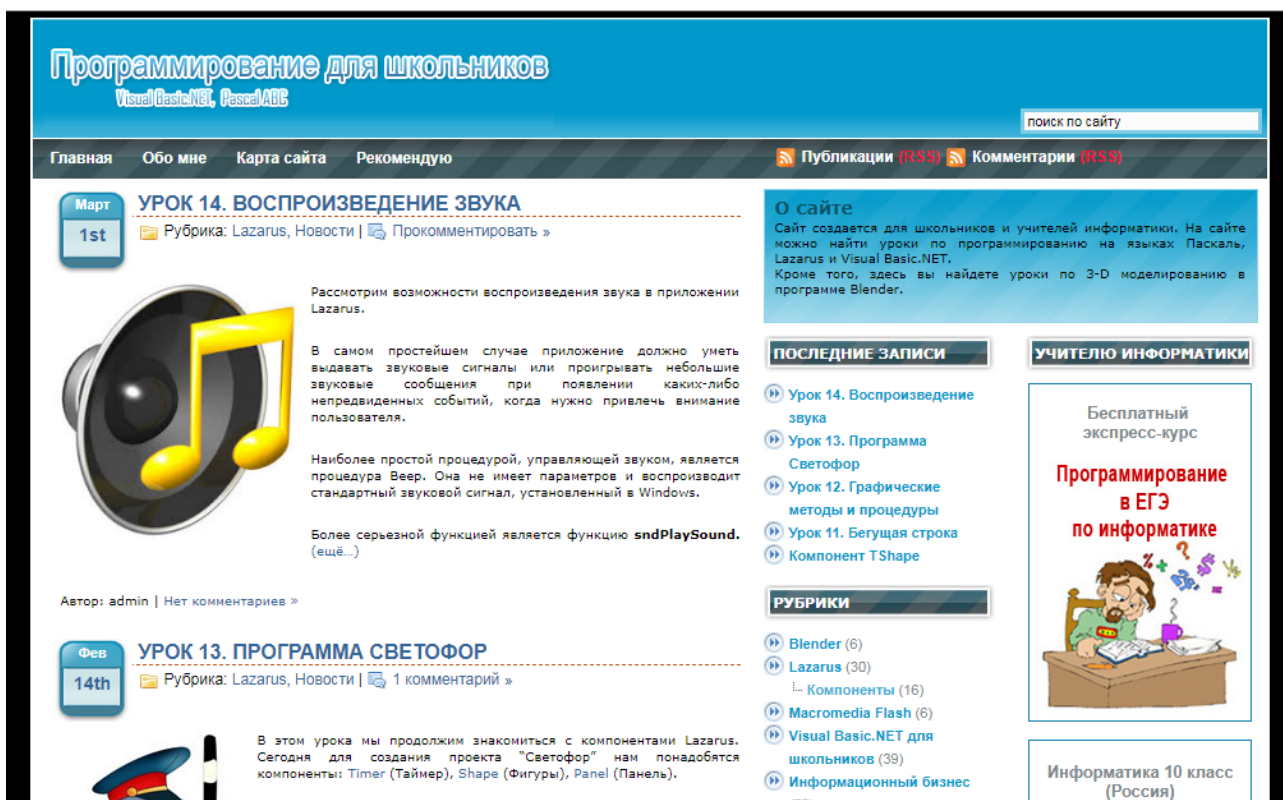 Программирование для школьников
Visual Basic.NET, Pascal ABC
поиск по сайту
Главная Обо мне Карта сайта Рекомендую
Публикации (RSS) Комментарии (RSS)
Март
1st
УРОК 14. ВОСПРОИЗВЕДЕНИЕ ЗВУКА
Рубрика: Lazarus, Новости | Прокомментировать »
Рассмотрим возможности воспроизведения звука в приложении
Lazarus.
В самом простейшем случае приложение должно уметь
выдавать звуковые сигналы или проигрывать небольшие
звуковые сообщения при появлении каких-либо
непредвиденных событий, когда нужно привлечь внимание
пользователя.
Наиболее простой процедурой, управляющей звуком, является
процедура Beep. Она не имеет параметров и воспроизводит
стандартный звуковой сигнал, установленный в Windows.
Более серьезной функцией является функцию sndPlaySound.
(ещё...)
Автор: admin | Нет комментариев »
Фев
14th
УРОК 13. ПРОГРАММА СВЕТОФОР
Рубрика: Lazarus, Новости | 1 комментарий »
В этом урока мы продолжим знакомиться с компонентами Lazarus.
Сегодня для создания проекта “Светофор” нам понадобятся
компоненты: Timer (Таймер), Shape (Фигуры), Panel (Панель).
О сайте
Сайт создается для школьников и учителей информатики. На сайте
можно найти уроки по программированию на языках Паскаль,
Lazarus и Visual Basic.NET.
Кроме того, здесь вы найдете уроки по 3-D моделированию в
программе Blender.
ПОСЛЕДНИЕ ЗАПИСИ
Урок 14. Воспроизведение
звука
Урок 13. Программа
Светофор
Урок 12. Графические
методы и процедуры
Урок 11. Бегущая строка
Компонент TShape
РУБРИКИ
Blender (6)
Lazarus (30)
Компоненты (16)
Macromedia Flash (6)
Visual Basic.NET для
школьников (39)
Информационный бизнес
УЧИТЕЛЮ ИНФОРМАТИКИ
Бесплатный
экспресс-курс
Программирование
в ЕГЭ
по информатике
Информатика 10 класс
(Россия)